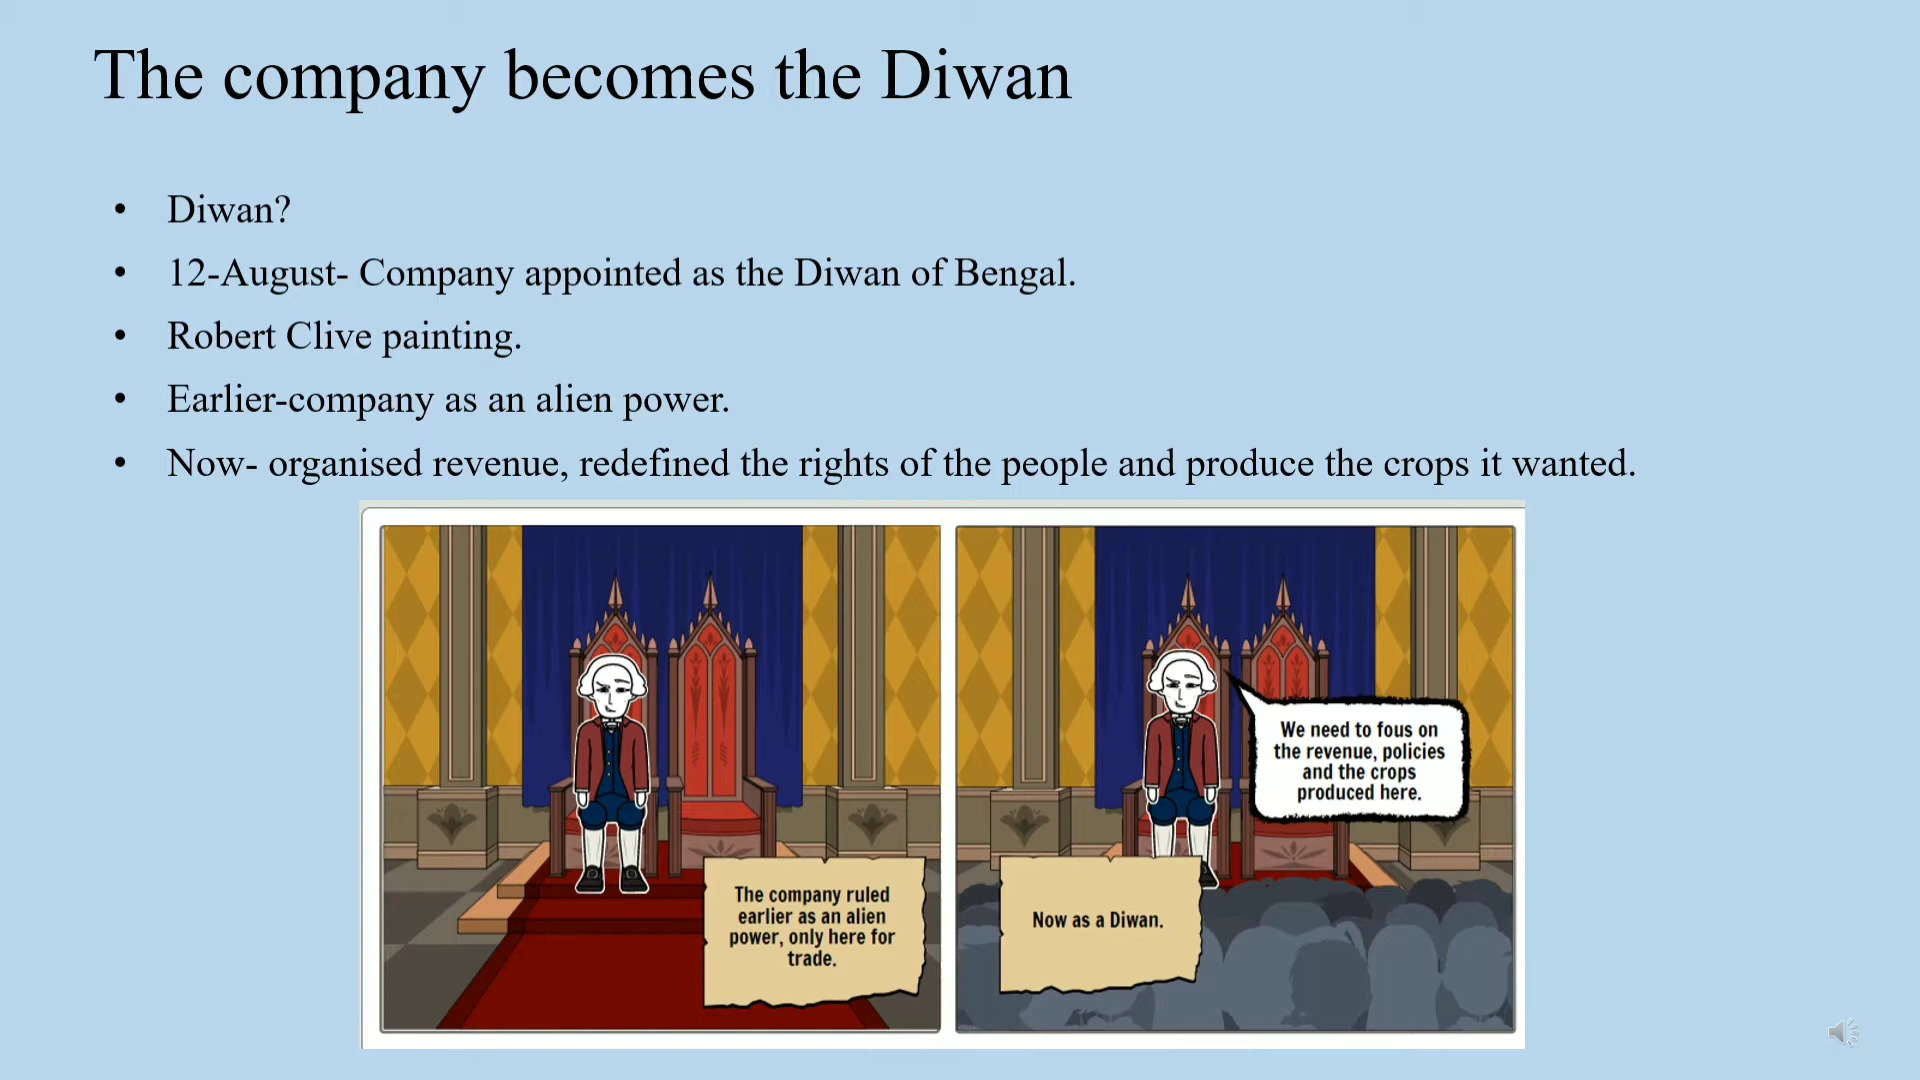 The company becomes the Diwan
• Diwan?
• 12-August- Company appointed as the Diwan of Bengal.
• Robert Clive painting.
• Earlier-company as an alien power.
• Now- organised revenue, redefined the rights of the people and produce the crops it wanted.
The company ruled
earlier as an alien
power, only here for
trade.
We need to fous on
the revenue, policies
and the crops
produced here.
Now as a Diwan.